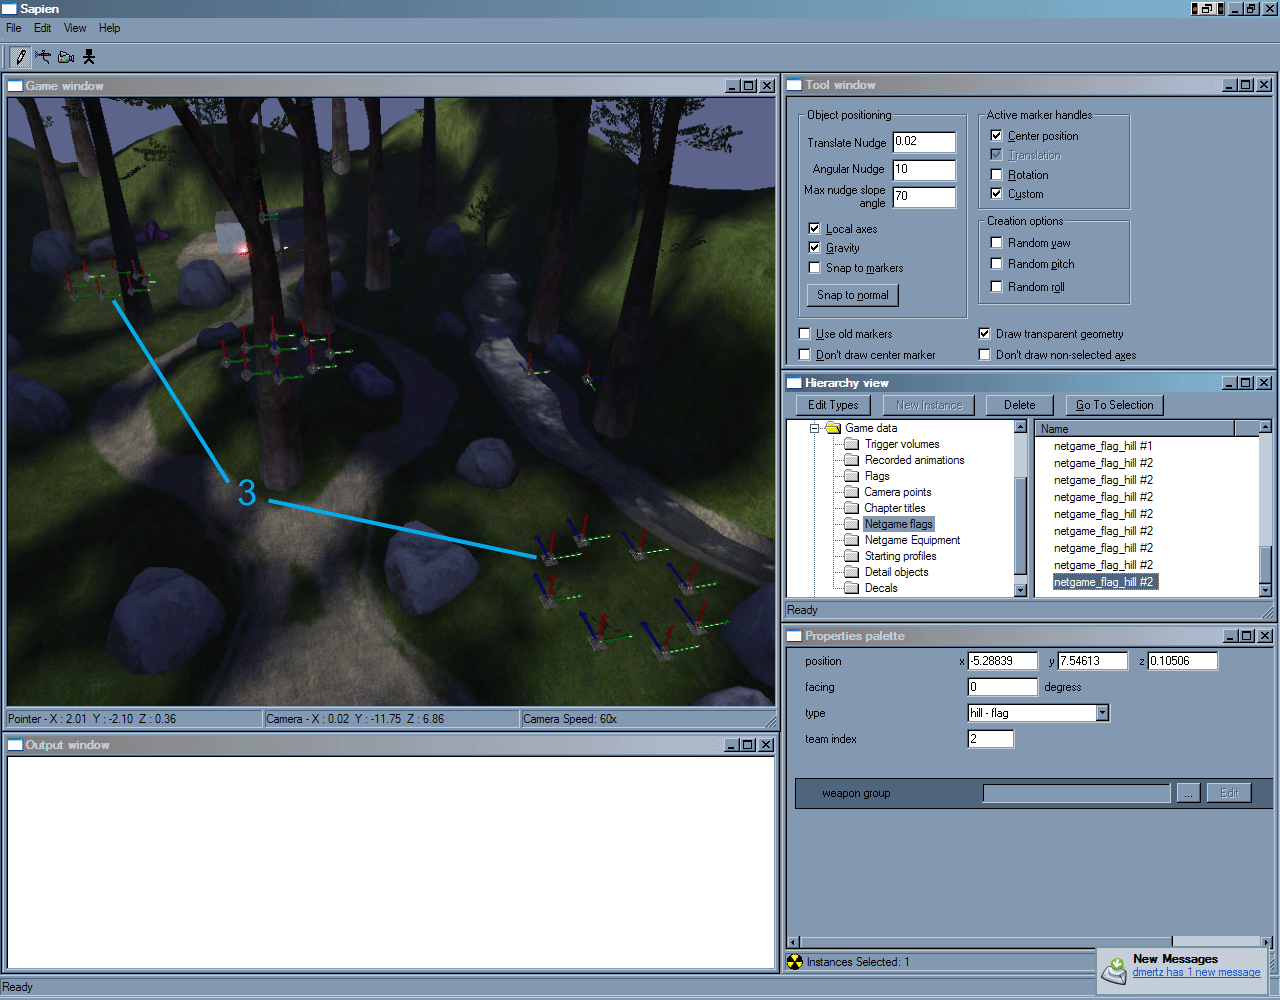 Sapien
File Edit View Help
Game window
3
Pointer - X : 2.01 Y : -2.10 Z : 0.36
Camera - X : 0.02 Y : -11.75 Z : 6.86
Camera Speed: 60x
Output window
Ready
Tool window
Object positioning
Translate Nudge 0.02
Angular Nudge 10
Max nudge slope
angle 70
Local axes
Gravity
Snap to markers
Snap to normal
Active marker handles
Center position
Translation
Rotation
Custom
Creation options
Random yaw
Random pitch
Random roll
Use old markers
Draw transparent geometry
Don't draw center marker
Don't draw non-selected axes
Hierarchy view
Edit Types New Instance Delete Go To Selection
Game data
Trigger volumes
Recorded animations
Flags
Camera points
Chapter titles
Netgame flags
Netgame Equipment
Starting profiles
Detail objects
Decals
Name
netgame_flag_hill #1
netgame_flag_hill #2
netgame_flag_hill #2
netgame_flag_hill #2
netgame_flag_hill #2
netgame_flag_hill #2
netgame_flag_hill #2
netgame_flag_hill #2
netgame_flag_hill #2
Ready
Properties palette
position x -5.28839 y 7.54613 z 0.10506
facing 0 degress
type hill - flag
team index 2
weapon group ... Edit
Instances Selected: 1
New Messages
dmertz has 1 new message